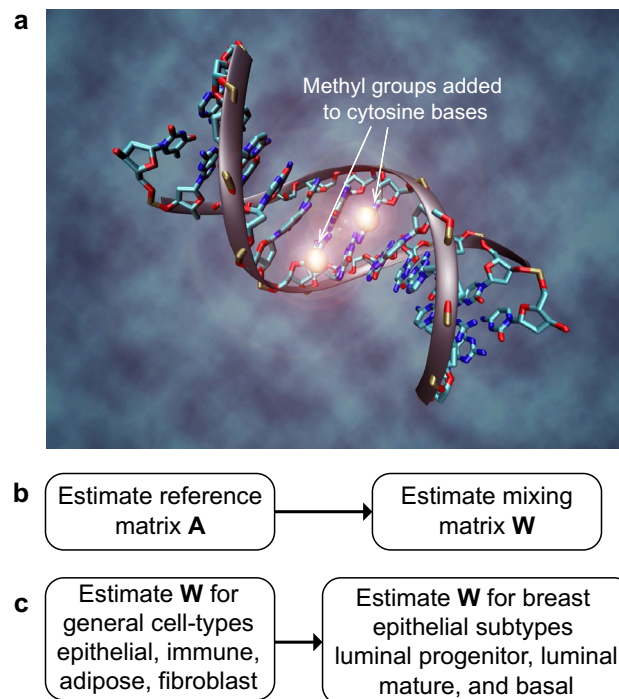 a
Methyl groups added
to cytosine bases
b
Estimate reference
matrix A
Estimate mixing
matrix W
c
Estimate W for
general cell-types
epithelial, immune,
adipose, fibroblast
Estimate W for breast
epithelial subtypes
luminal progenitor, luminal
mature, and basal